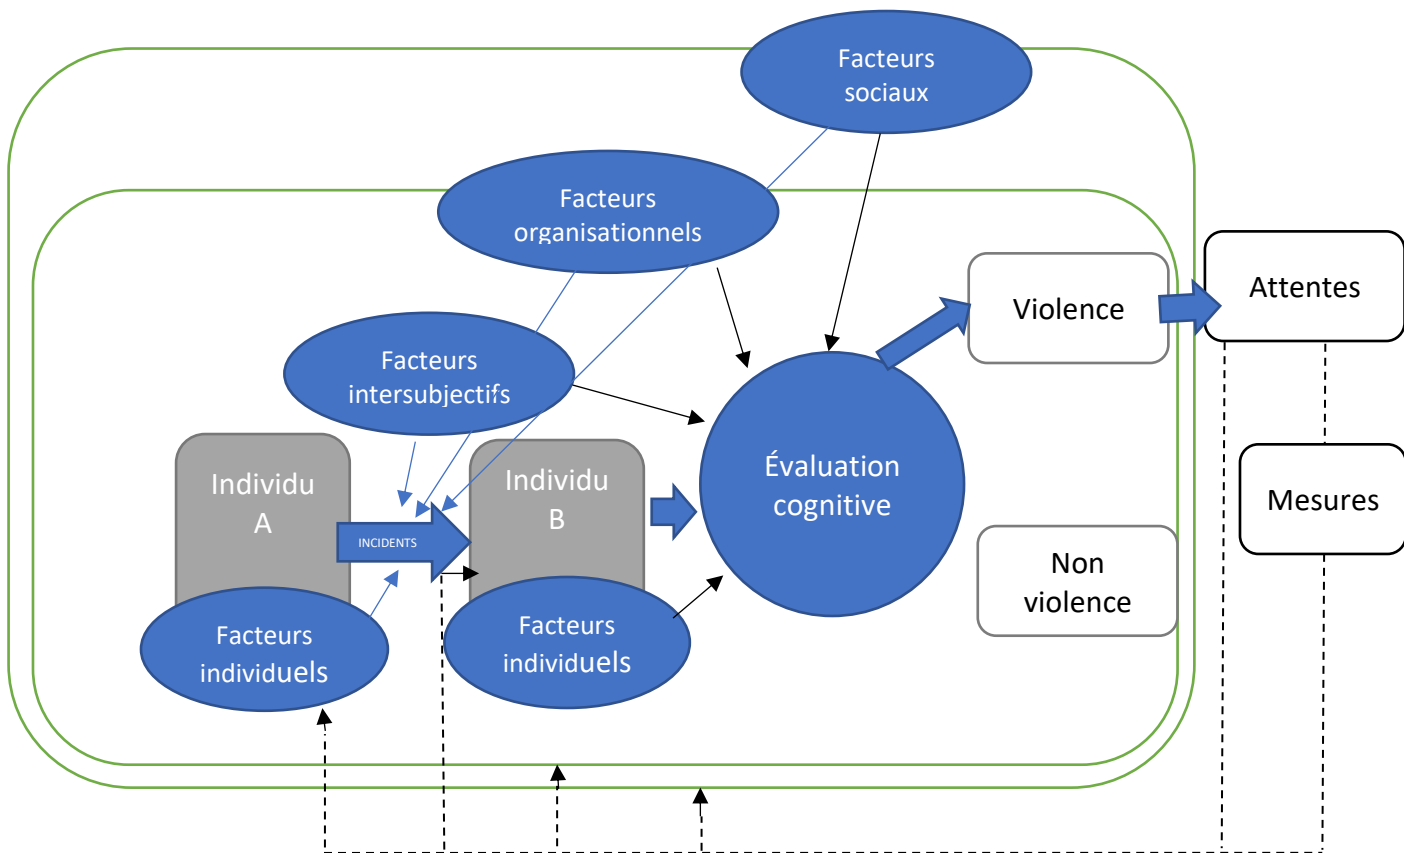 Facteurs
sociaux
Facteurs
organisationnels
Violence
Attentes
Facteurs
intersubjectifs
Individu
A
Individu
B
Évaluation
cognitive
Mesures
INCIDENTS
Non
violence
Facteurs
individuels
Facteurs
individuels